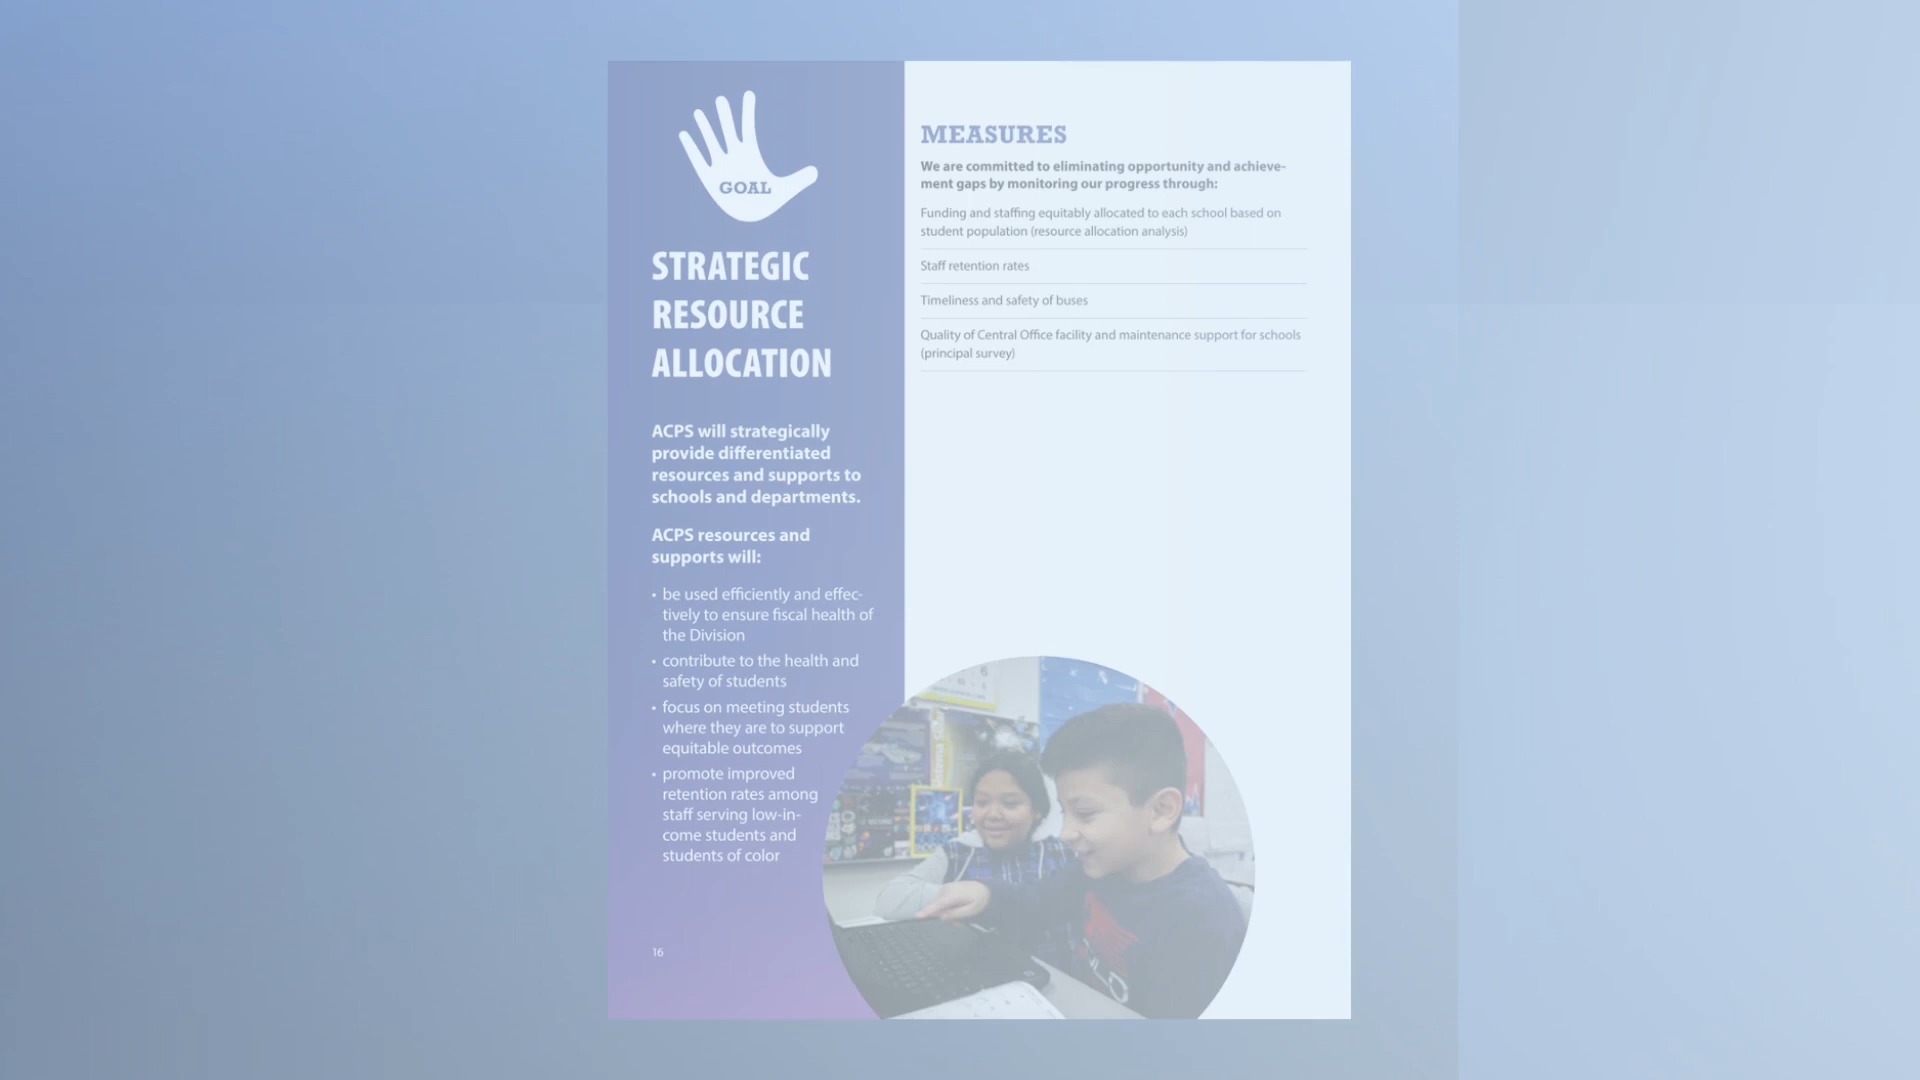 GOAL
STRATEGIC
RESOURCE
ALLOCATION
ACPS will strategically
provide differentiated
resources and supports to
schools and departments.
ACPS resources and
supports will:
• be used efficiently and effec-
tively to ensure fiscal health of
the Division
• contribute to the health and
safety of students
• focus on meeting students
where they are to support
equitable outcomes
• promote improved
retention rates among
staff serving low-in-
come students and
students of color
16
MEASURES
We are committed to eliminating opportunity and achieve-
ment gaps by monitoring our progress through:
Funding and staffing equitably allocated to each school based on
student population (resource allocation analysis)
Staff retention rates
Timeliness and safety of buses
Quality of Central Office facility and maintenance support for schools
(principal survey)